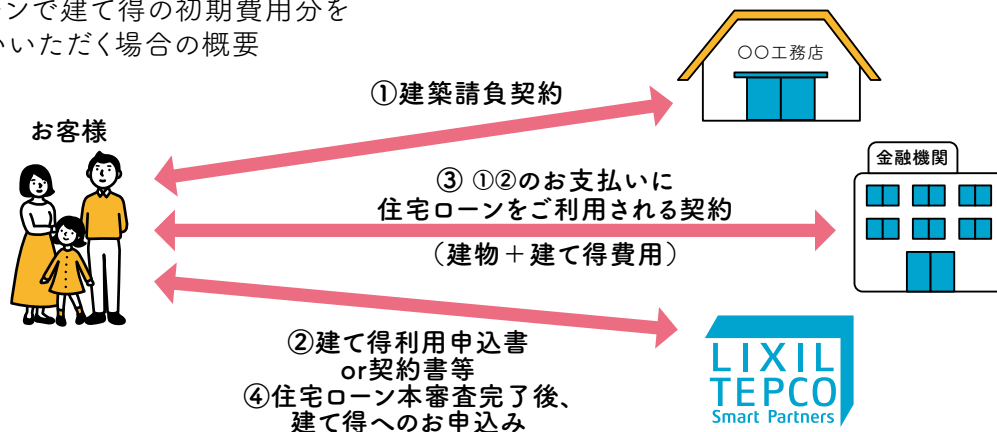 ンで建て得の初期費用分を
いただく場合の概要
〇〇工務店
①建築請負契約
お客様
金融機関
③ ①②のお支払いに
住宅ローンをご利用される契約
（建物＋建て得費用）
②建て得利用申込書
or契約書等
④住宅ローン本審査完了後、
建て得へのお申込み
LIXIL
TEPCO
Smart Partners